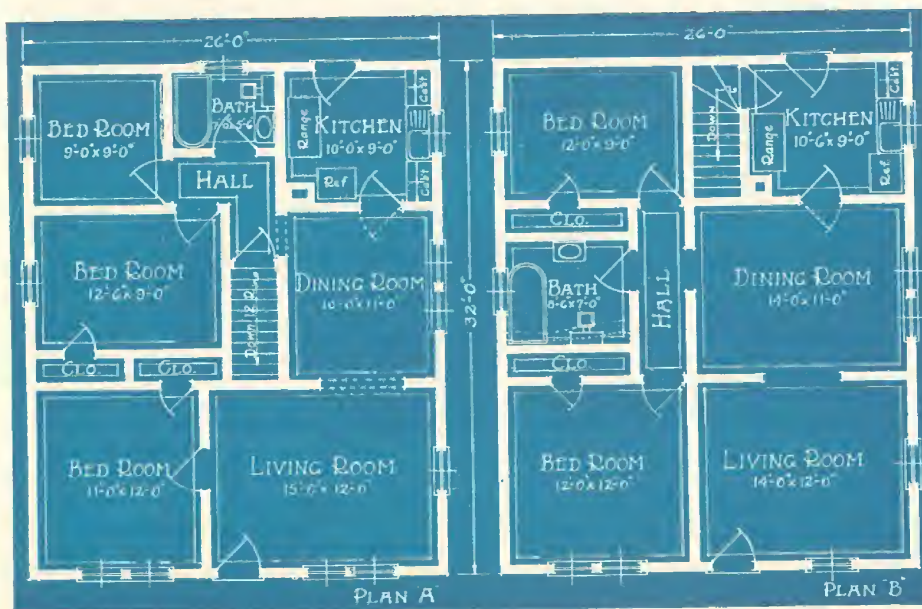 26'-0"
BED ROOM
9'-0"x9'-0"
BATH
KITCHEN
10'-0"x9'-0"
Range
Ref
Cab't
Cab't
HALL
BED ROOM
12'-6"x9'-0"
DINING ROOM
10'-0"x11'-0"
CLO.
CLO.
BED ROOM
11'-0"x12'-0"
LIVING ROOM
15'-0"x12'-0"
PLAN A
32'-0"
26'-0"
BED ROOM
12'-0"x9'-0"
Down
KITCHEN
10'-6"x9'-0"
Range
Cab't
Ref.
CLO.
BATH
8'-6"x7'-0"
HALL
DINING ROOM
14'-0"x11'-0"
CLO.
BED ROOM
12'-0"x12'-0"
LIVING ROOM
14'-0"x12'-0"
PLAN "B"